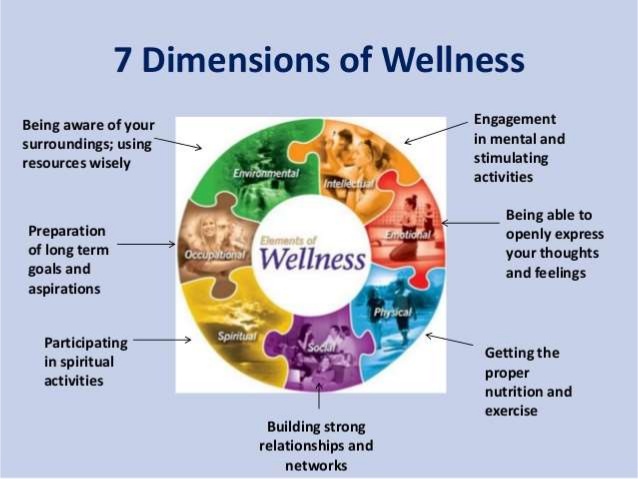 7 Dimensions of Wellness
Being aware of your
surroundings; using
resources wisely
Engagement
in mental and
stimulating
activities
Environmental
Intellectual
Preparation
of long term
goals and
aspirations
Occupational
Elements of
Wellness
Emotional
Being able to
openly express
your thoughts
and feelings
Participating
in spiritual
activities
Spiritual
Social
Physical
Getting the
proper
nutrition and
exercise
Building strong
relationships and
networks